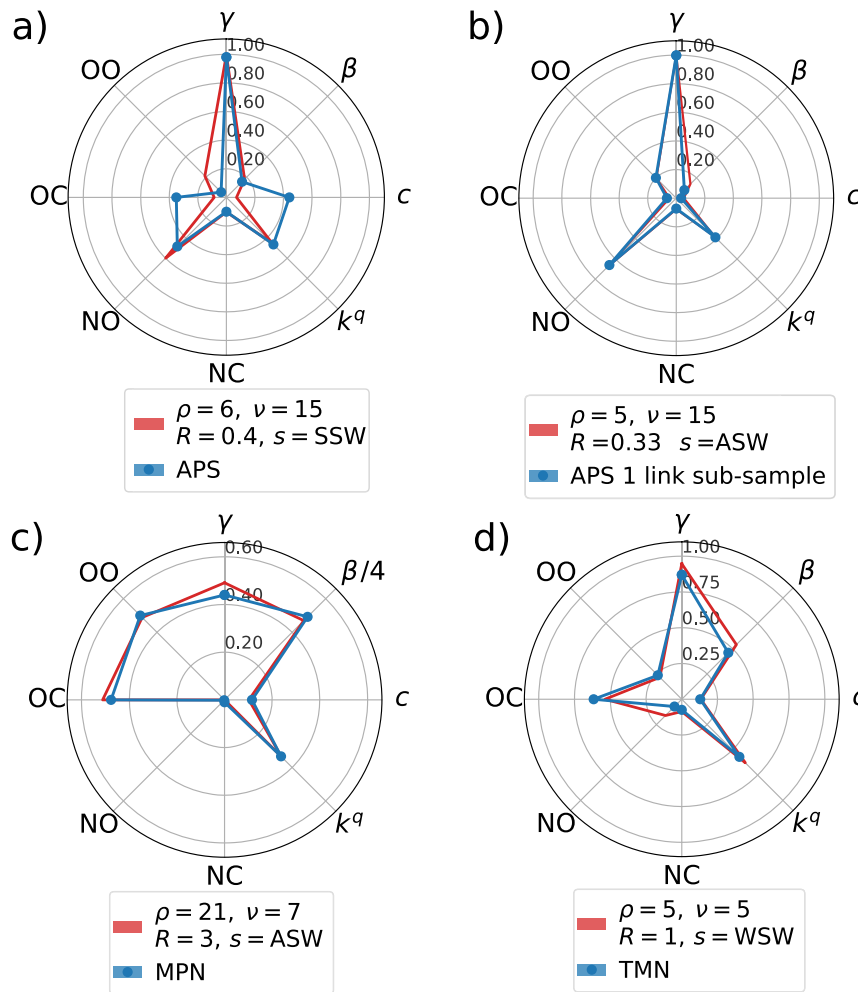 a)
γ
1.00
0.80
0.60
0.40
0.20
β
c
k^q
NC
NO
OC
OO
ρ = 6, ν = 15
R = 0.4, s = SSW
APS
b)
γ
1.00
0.80
0.60
0.40
0.20
β
c
k^q
NC
NO
OC
OO
ρ = 5, ν = 15
R =0.33 s =ASW
APS 1 link sub-sample
c)
γ
0.60
0.40
0.20
β/4
c
k^q
NC
NO
OC
OO
ρ = 21, ν = 7
R = 3, s = ASW
MPN
d)
γ
1.00
0.75
0.50
0.25
β
c
k^q
NC
NO
OC
OO
ρ = 5, ν = 5
R = 1, s = WSW
TMN